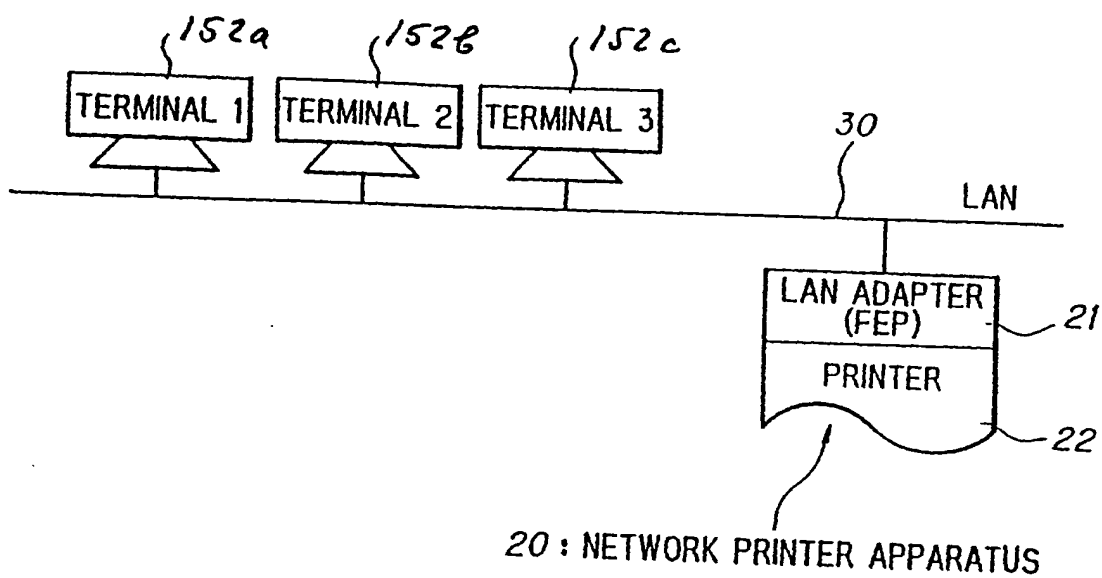 152a 152b 152c
TERMINAL 1 TERMINAL 2 TERMINAL 3
30
LAN
LAN ADAPTER
(FEP)
21
PRINTER
22
20 : NETWORK PRINTER APPARATUS